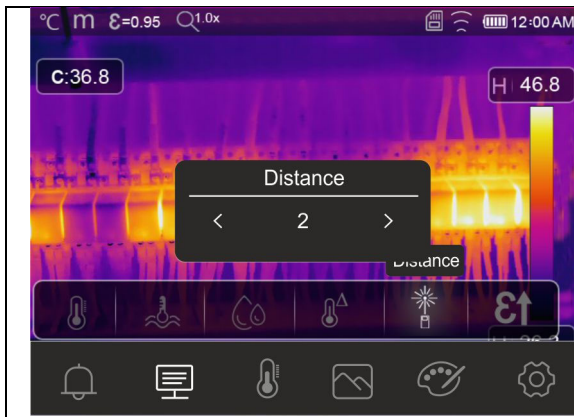 °C m Ɛ=0.95 1.0x 12:00 AM
C:36.8
H 46.8
Distance
< 2 >
Distance
Ɛ↑